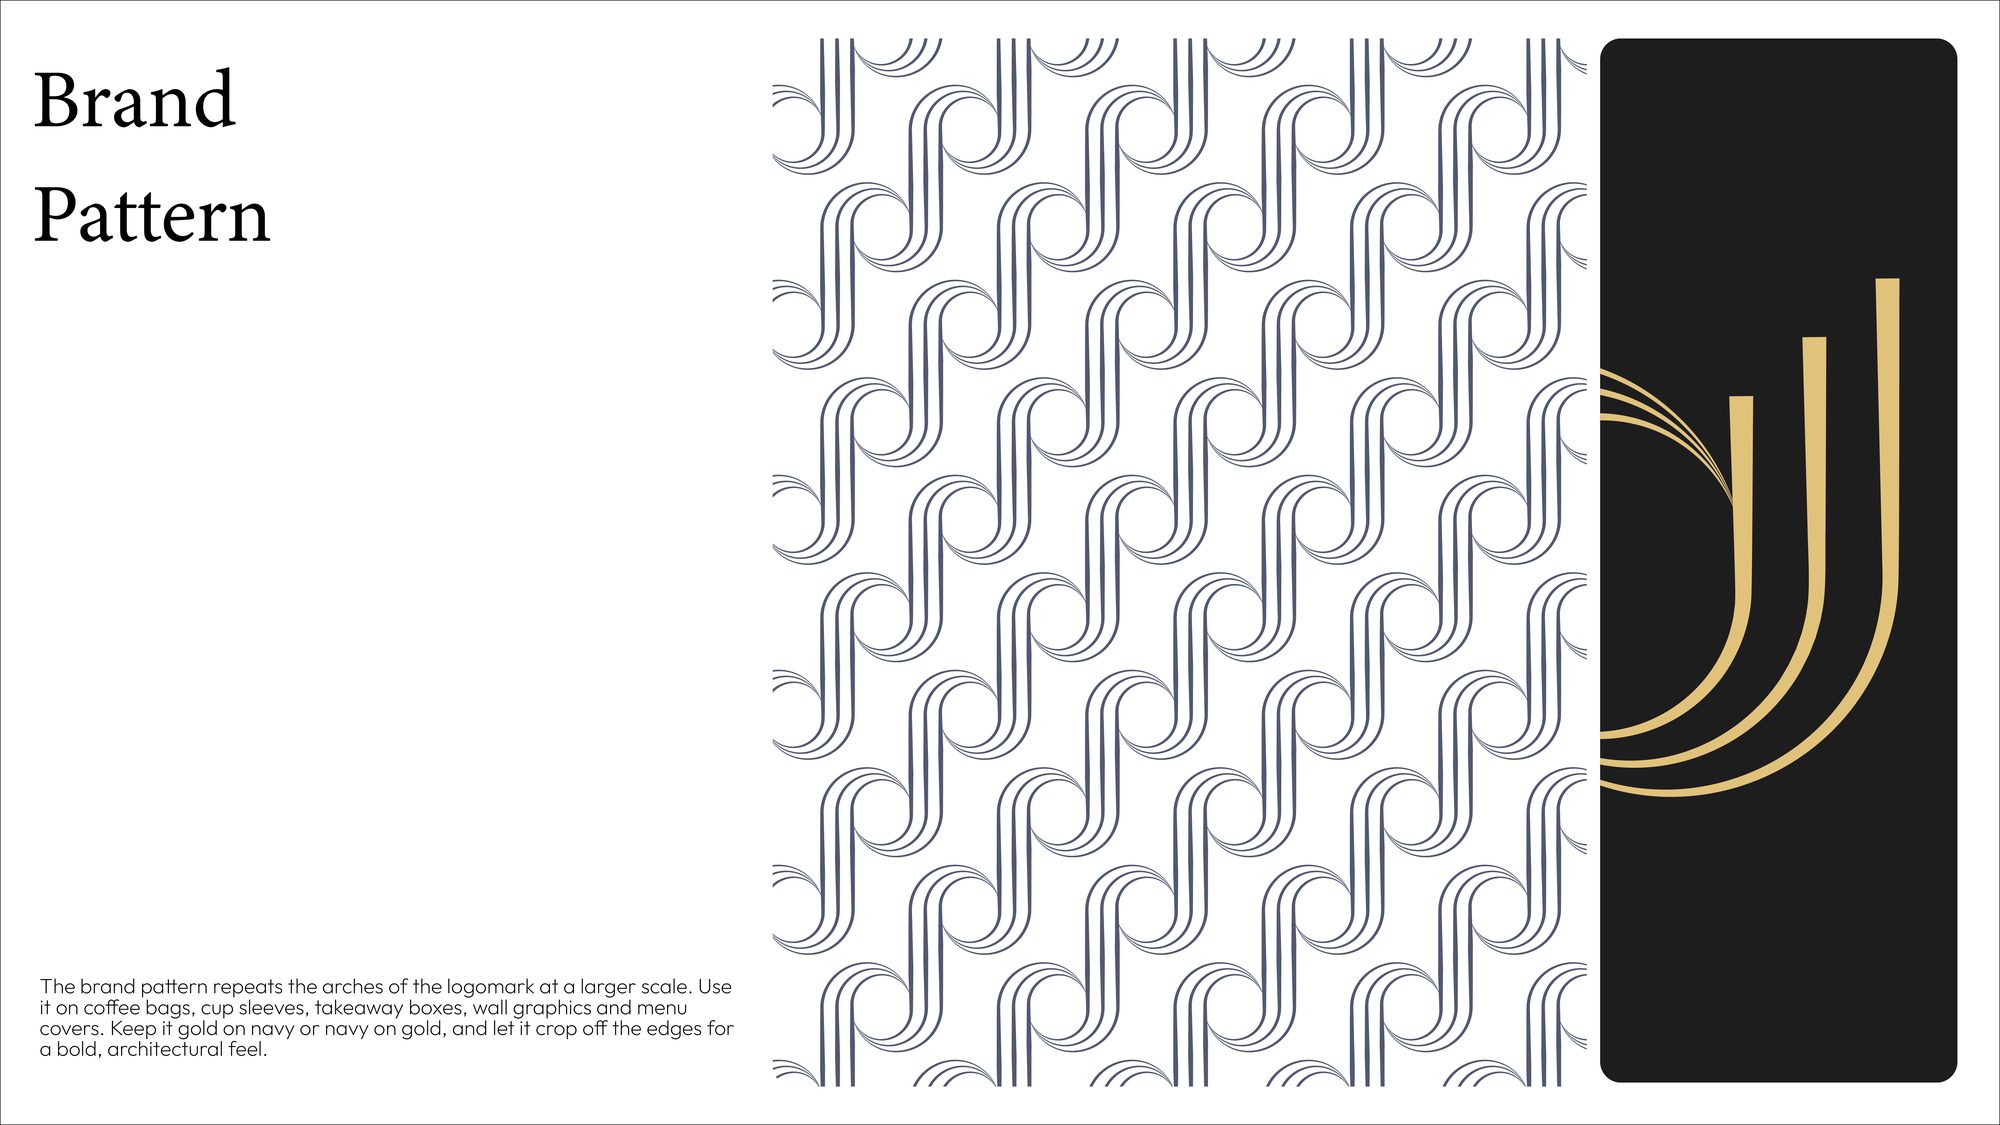 Brand
Pattern
The brand pattern repeats the arches of the logomark at a larger scale. Use
it on coffee bags, cup sleeves, takeaway boxes, wall graphics and menu
covers. Keep it gold on navy or navy on gold, and let it crop off the edges for
a bold, architectural feel.